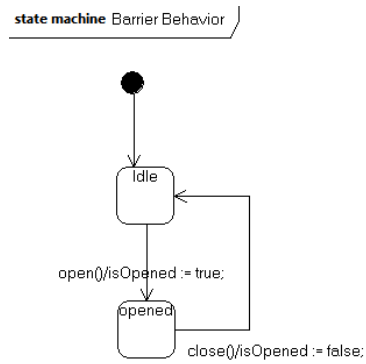 state machine Barrier Behavior
Idle
open()/isOpened := true;
opened
close()/isOpened := false;